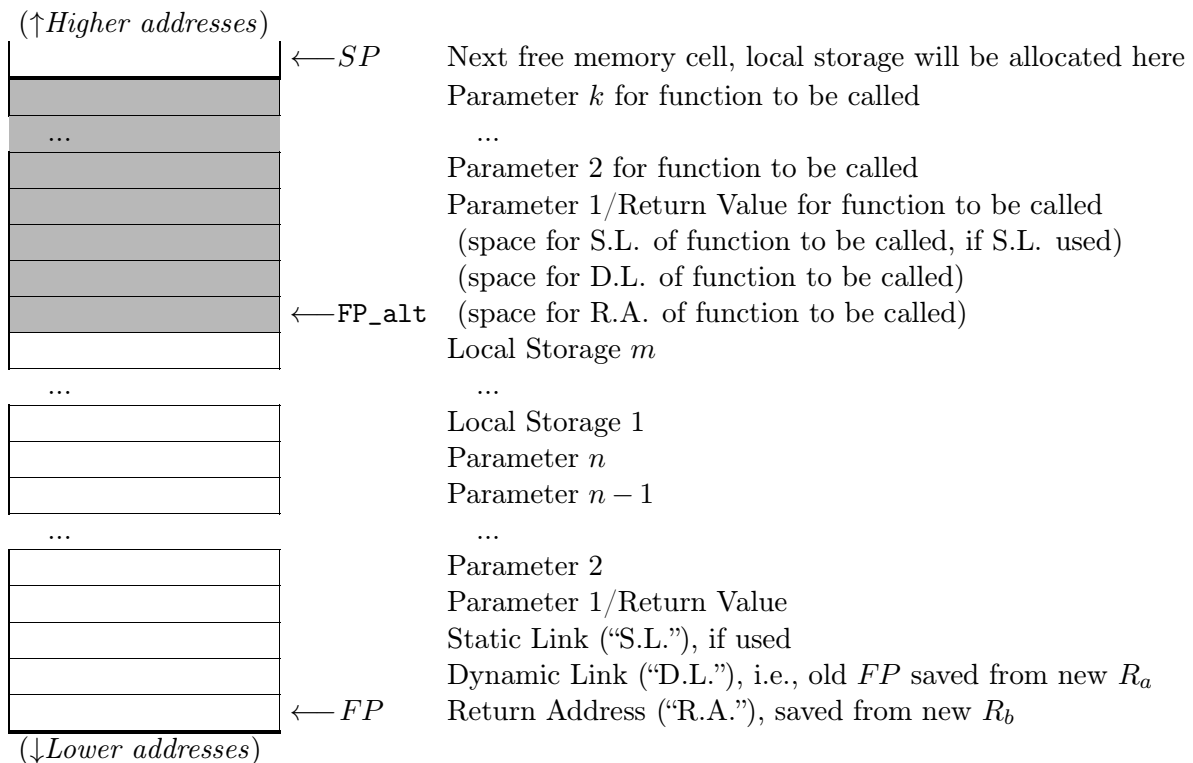 (↑Higher addresses)
←—SP Next free memory cell, local storage will be allocated here
Parameter k for function to be called
... ...
Parameter 2 for function to be called
Parameter 1/Return Value for function to be called
(space for S.L. of function to be called, if S.L. used)
(space for D.L. of function to be called)
←—FP_alt (space for R.A. of function to be called)
Local Storage m
... ...
Local Storage 1
Parameter n
Parameter n − 1
... ...
Parameter 2
Parameter 1/Return Value
Static Link (“S.L.”), if used
Dynamic Link (“D.L.”), i.e., old FP saved from new Ra
←—FP Return Address (“R.A.”), saved from new Rb
(↓Lower addresses)